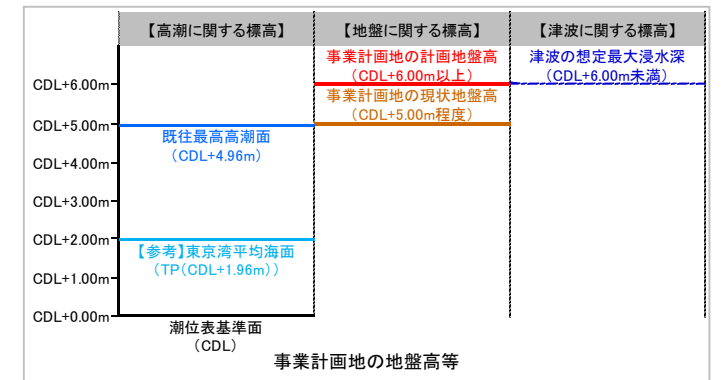 【高潮に関する標高】
【地盤に関する標高】
【津波に関する標高】
事業計画地の計画地盤高
（CDL+6.00m以上）
津波の想定最大浸水深
（CDL+6.00m未満）
事業計画地の現状地盤高
（CDL+5.00m程度）
既往最高高潮面
（CDL+4.96m）
【参考】東京湾平均海面
（TP（CDL+1.96m））
CDL+6.00m
CDL+5.00m
CDL+4.00m
CDL+3.00m
CDL+2.00m
CDL+1.00m
CDL+0.00m
潮位表基準面
（CDL）
事業計画地の地盤高等